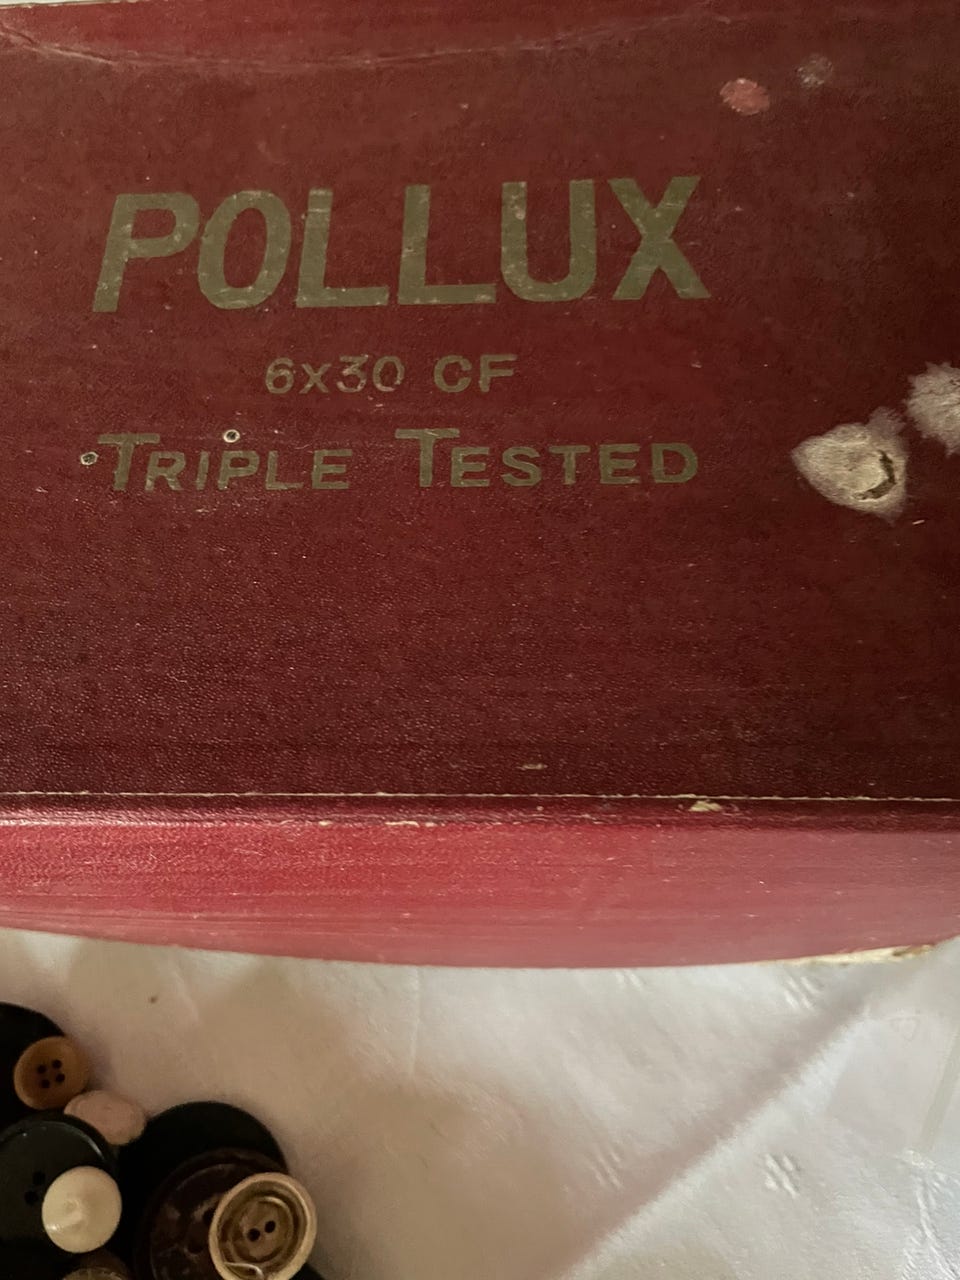 POLLUX
6x30 CF
TRIPLE TESTED